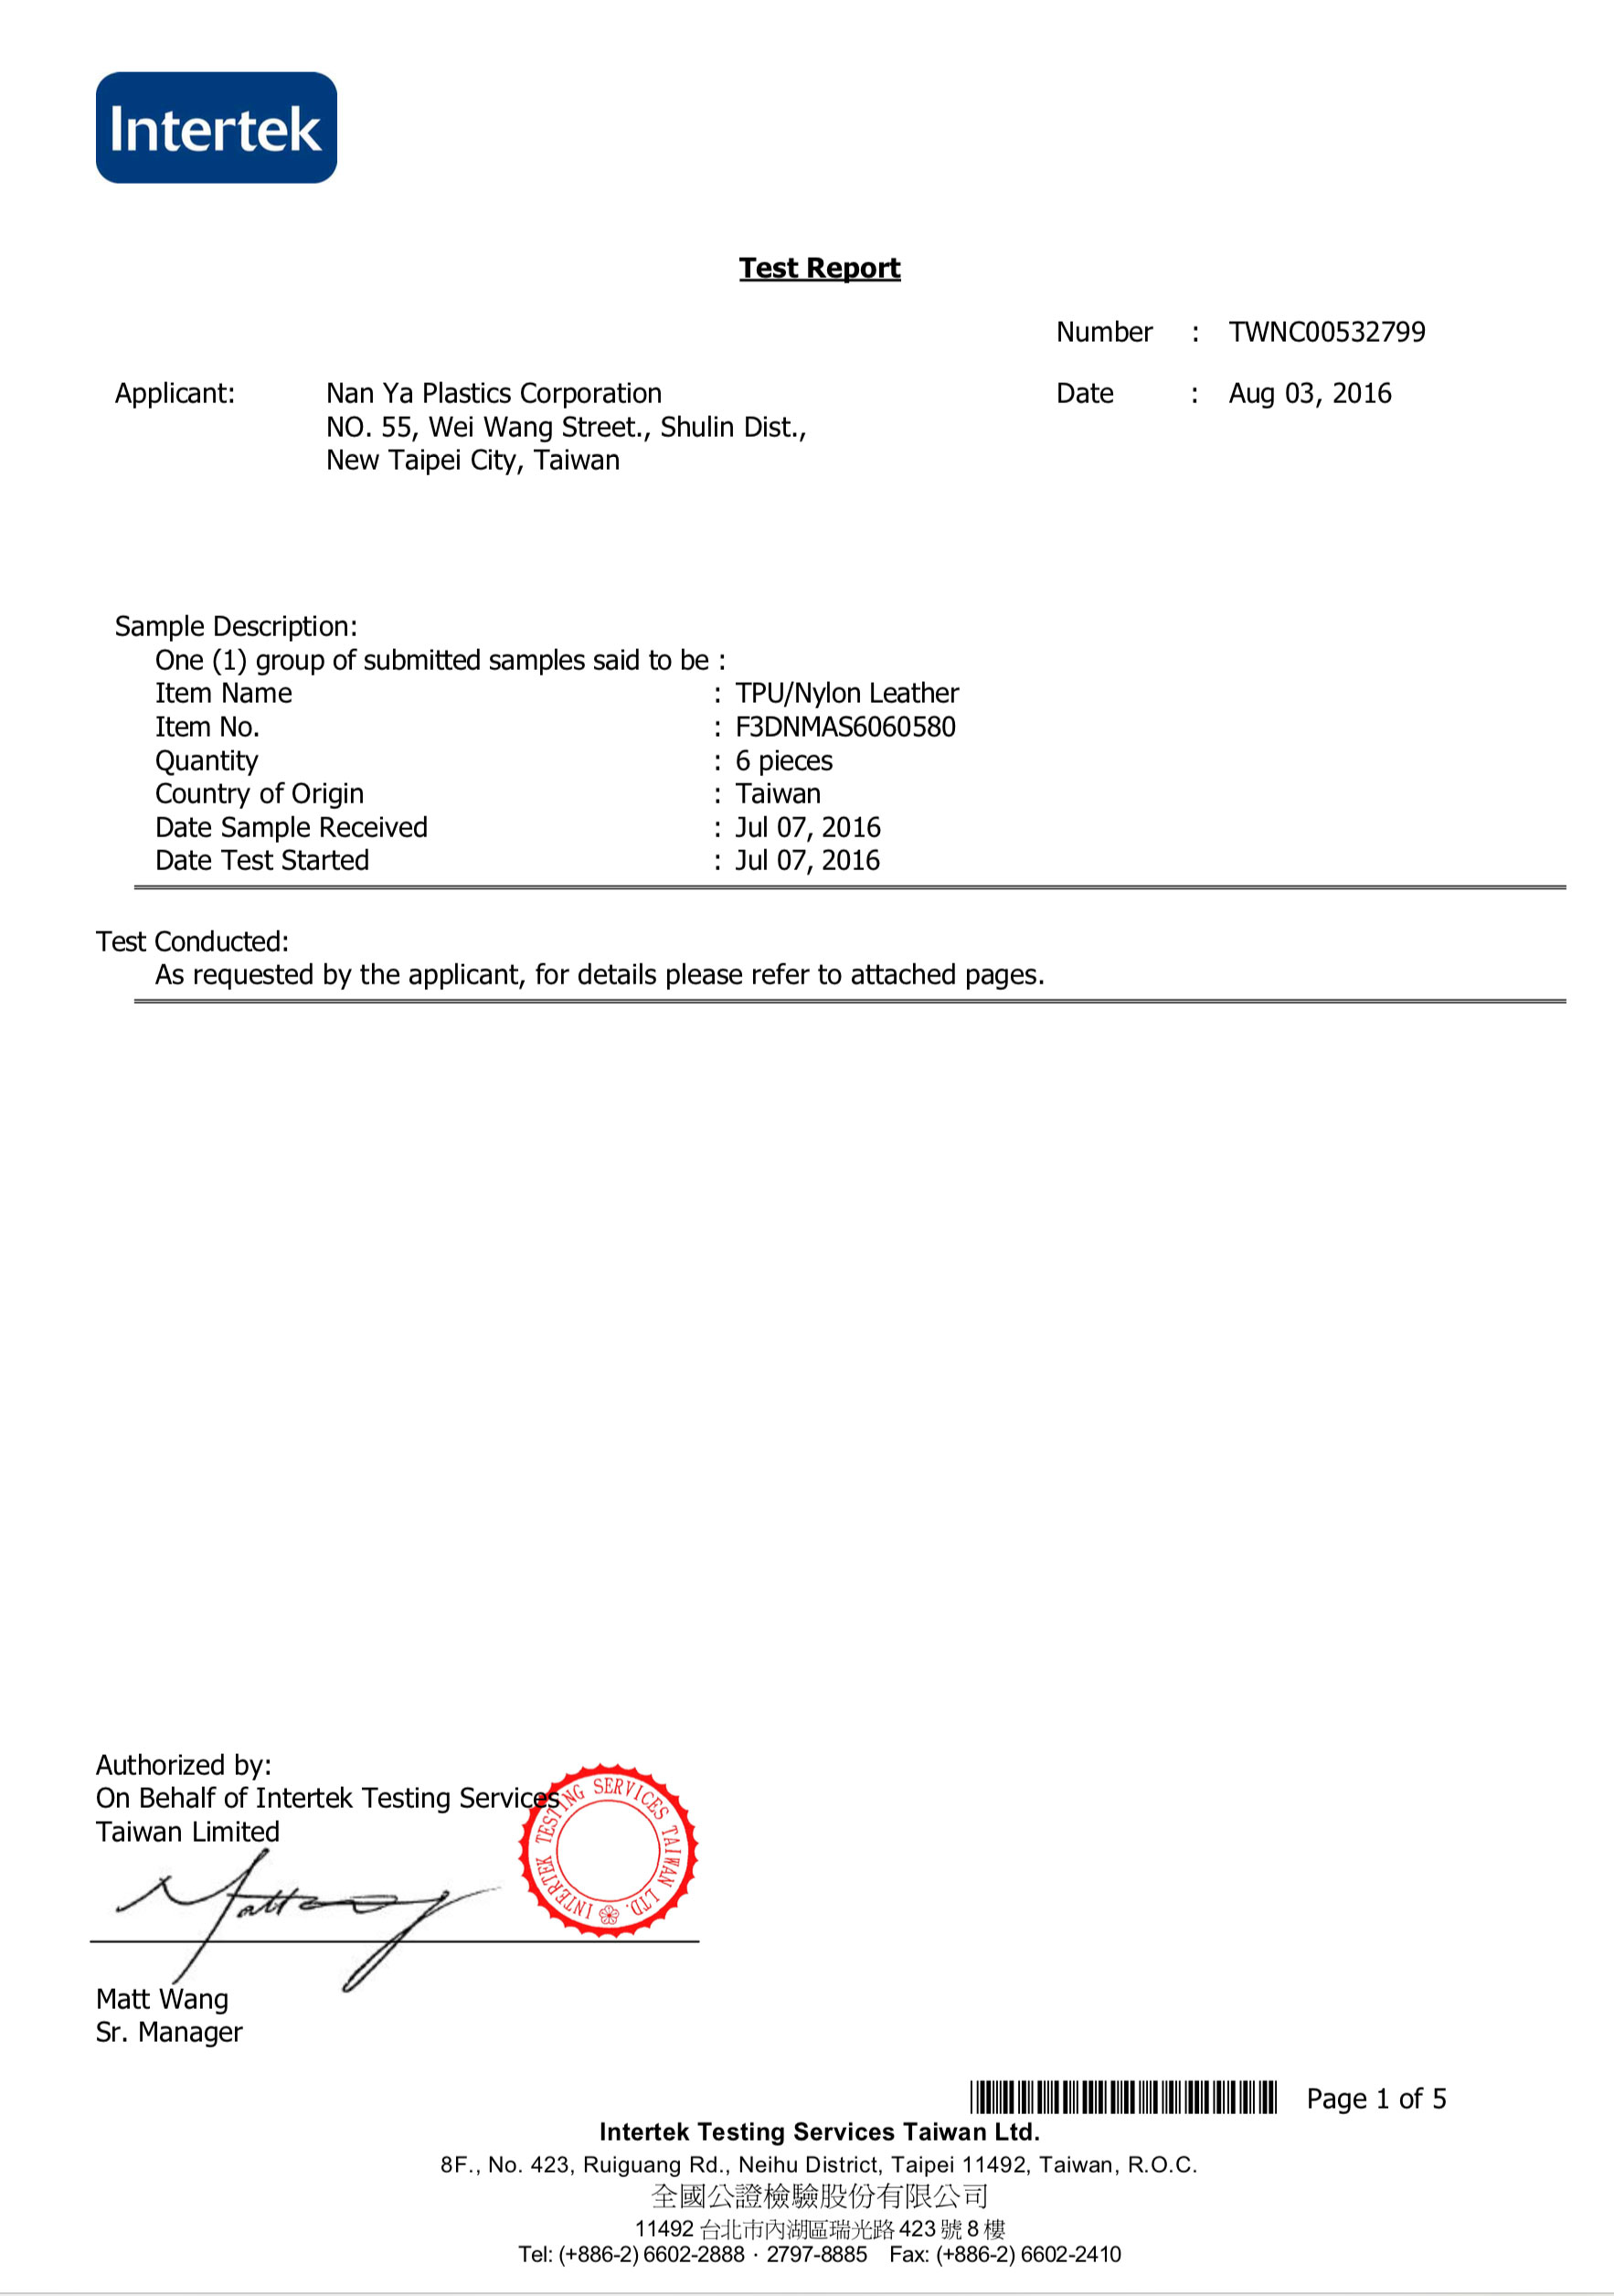 Intertek
Test Report
Number : TWNC00532799
Applicant: Nan Ya Plastics Corporation Date : Aug 03, 2016
NO. 55, Wei Wang Street., Shulin Dist.,
New Taipei City, Taiwan
Sample Description:
One (1) group of submitted samples said to be :
Item Name : TPU/Nylon Leather
Item No. : F3DNMAS6060580
Quantity : 6 pieces
Country of Origin : Taiwan
Date Sample Received : Jul 07, 2016
Date Test Started : Jul 07, 2016
Test Conducted:
As requested by the applicant, for details please refer to attached pages.
Authorized by:
On Behalf of Intertek Testing Services
Taiwan Limited
INTERTEK TESTING SERVICES TAIWAN LTD.
Matt Wang
Sr. Manager
Page 1 of 5
Intertek Testing Services Taiwan Ltd.
8F., No. 423, Ruiguang Rd., Neihu District, Taipei 11492, Taiwan, R.O.C.
全國公證檢驗股份有限公司
11492 台北市內湖區瑞光路 423 號 8 樓
Tel: (+886-2) 6602-2888 · 2797-8885 Fax: (+886-2) 6602-2410